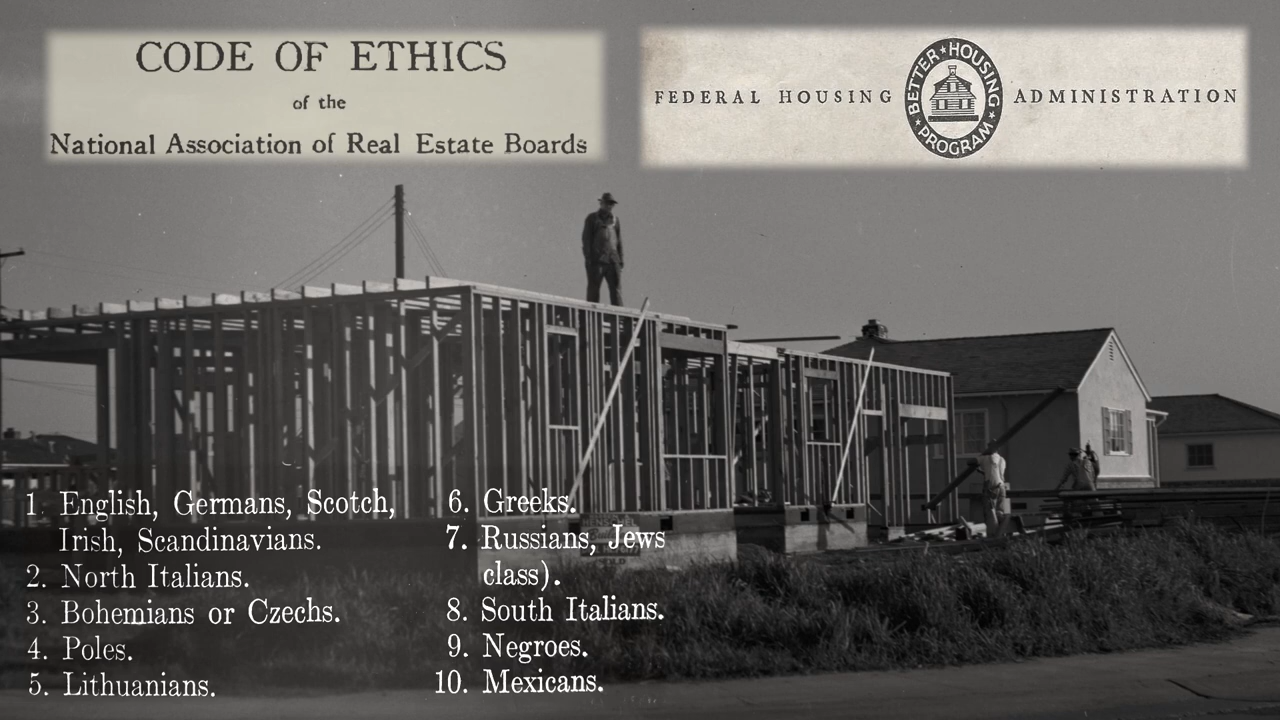 CODE OF ETHICS
of the
National Association of Real Estate Boards
FEDERAL HOUSING ADMINISTRATION
BETTER HOUSING PROGRAM
1. English, Germans, Scotch,
Irish, Scandinavians.
2. North Italians.
3. Bohemians or Czechs.
4. Poles.
5. Lithuanians.
6. Greeks.
7. Russians, Jews
class).
8. South Italians.
9. Negroes.
10. Mexicans.